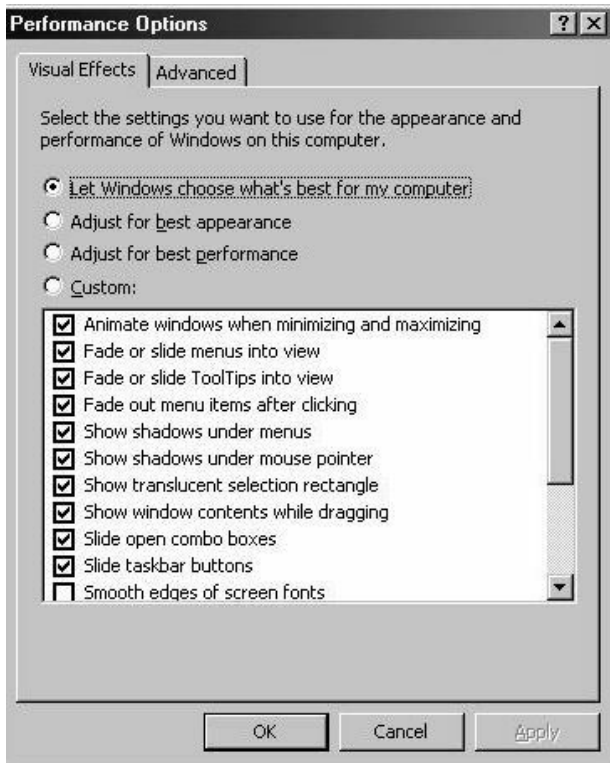 Performance Options
Visual Effects
Advanced
Select the settings you want to use for the appearance and
performance of Windows on this computer.
Let Windows choose what's best for my computer
Adjust for best appearance
Adjust for best performance
Custom:
Animate windows when minimizing and maximizing
Fade or slide menus into view
Fade or slide ToolTips into view
Fade out menu items after clicking
Show shadows under menus
Show shadows under mouse pointer
Show translucent selection rectangle
Show window contents while dragging
Slide open combo boxes
Slide taskbar buttons
Smooth edges of screen fonts
OK
Cancel
Apply